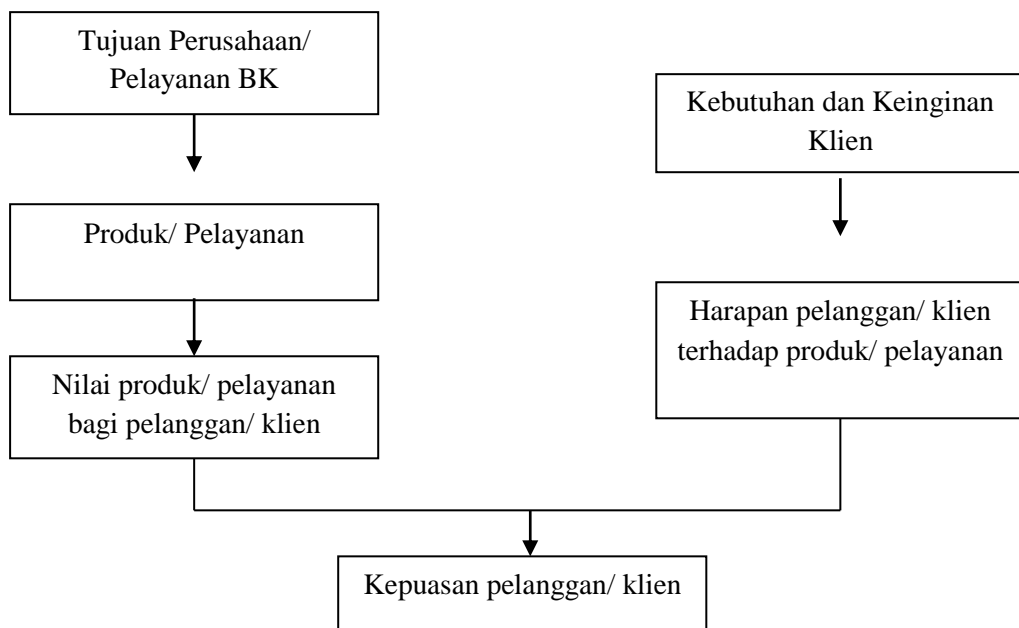 Tujuan Perusahaan/
Pelayanan BK
Kebutuhan dan Keinginan
Klien
Produk/ Pelayanan
Harapan pelanggan/ klien
terhadap produk/ pelayanan
Nilai produk/ pelayanan
bagi pelanggan/ klien
Kepuasan pelanggan/ klien